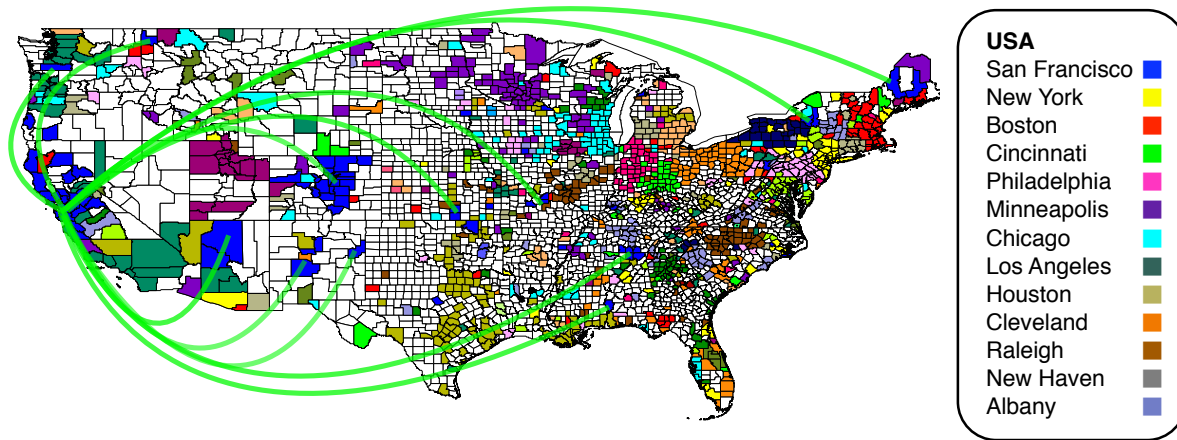 USA
San Francisco
New York
Boston
Cincinnati
Philadelphia
Minneapolis
Chicago
Los Angeles
Houston
Cleveland
Raleigh
New Haven
Albany